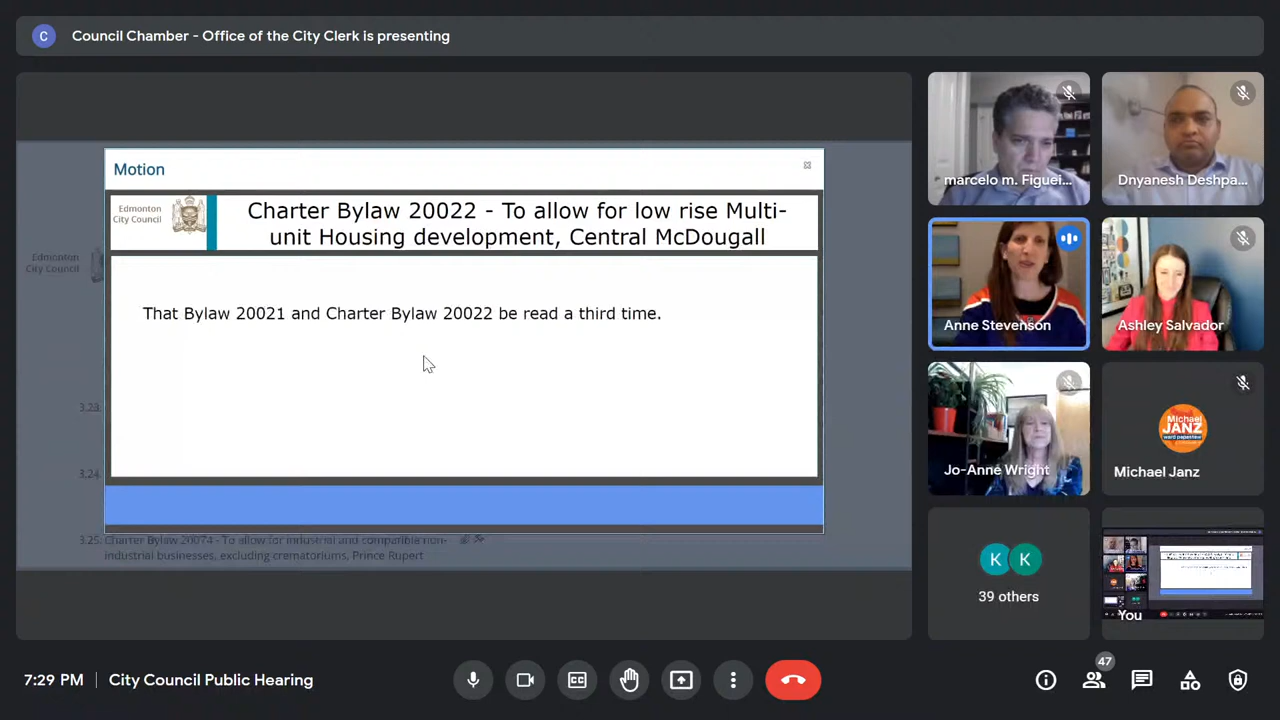 C
Council Chamber - Office of the City Clerk is presenting
Motion
Edmonton
City Council
Charter Bylaw 20022 - To allow for low rise Multi-
unit Housing development, Central McDougall
That Bylaw 20021 and Charter Bylaw 20022 be read a third time.
Edmonton
City Council
3.23.
3.24.
3.25. Charter Bylaw 20074 - To allow for industrial and compatible non-
industrial businesses, excluding crematoriums, Prince Rupert
marcelo m. Figuei...
Dnyanesh Deshpa...
Anne Stevenson
Ashley Salvador
Jo-Anne Wright
Michael
JANZ
ward papastew
Michael Janz
K K
39 others
You
7:29 PM | City Council Public Hearing
47